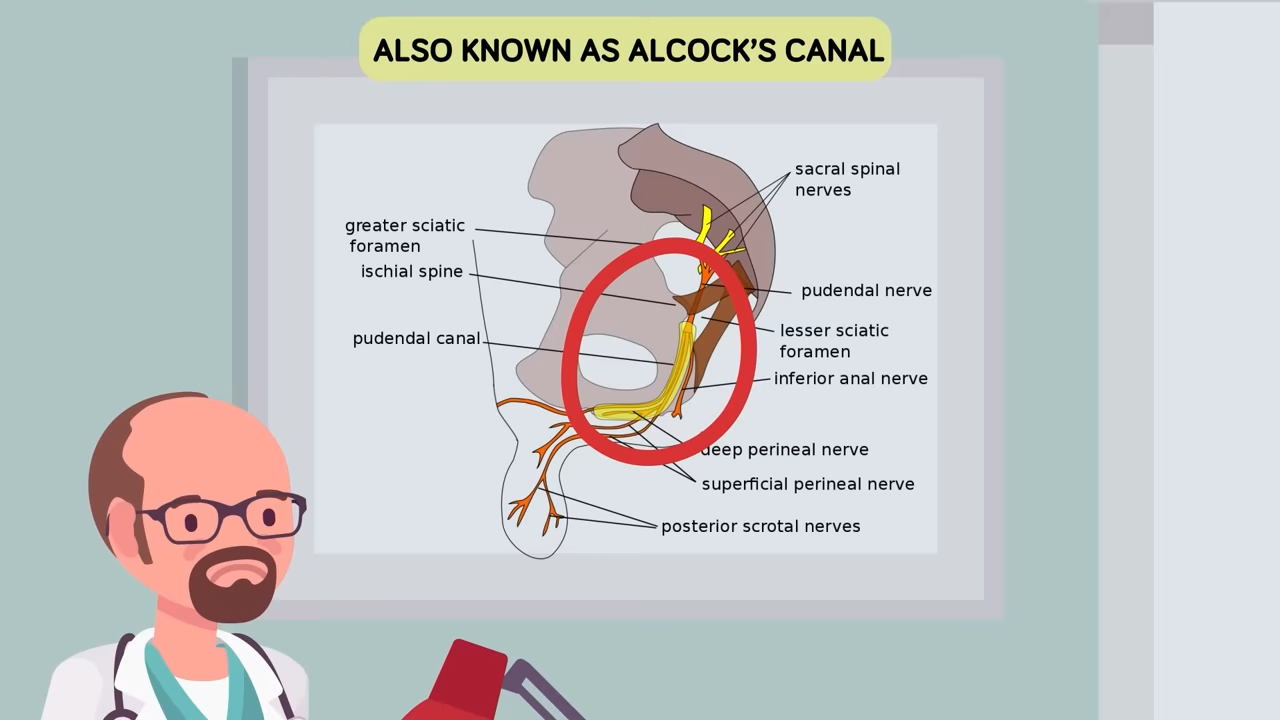 ALSO KNOWN AS ALCOCK'S CANAL
sacral spinal
nerves
greater sciatic
foramen
ischial spine
pudendal nerve
lesser sciatic
foramen
pudendal canal
inferior anal nerve
deep perineal nerve
superficial perineal nerve
posterior scrotal nerves